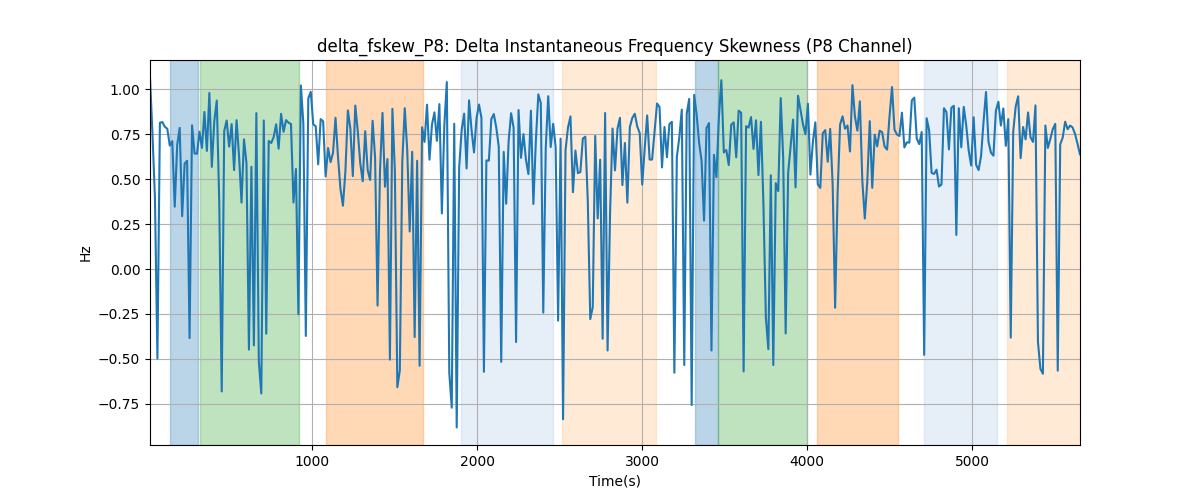 delta_fskew_P8: Delta Instantaneous Frequency Skewness (P8 Channel)
1.00
0.75
0.50
0.25
0.00
−0.25
−0.50
−0.75
Hz
1000 2000 3000 4000 5000
Time(s)